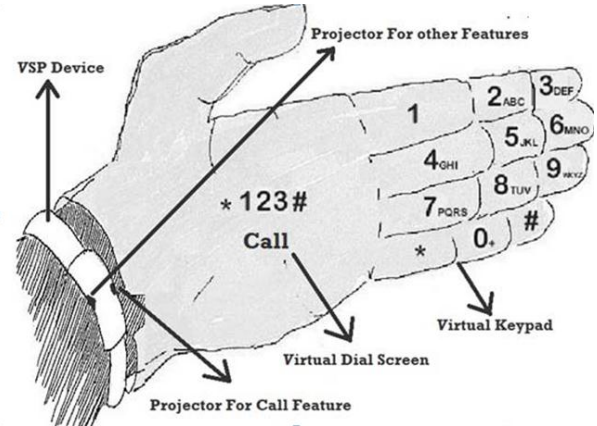 Projector For other Features
VSP Device
1
2ABC
3DEF
4GHI
5JKL
6MNO
7PQRS
8TUV
9WXYZ
*
0+
#
*123#
Call
Virtual Keypad
Virtual Dial Screen
Projector For Call Feature